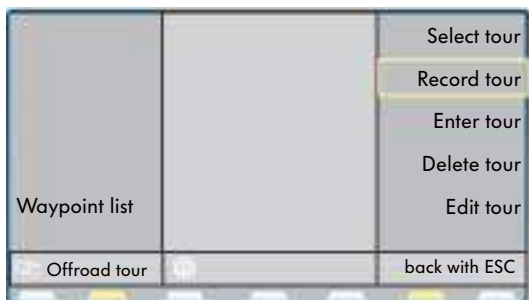 Select tour
Record tour
Enter tour
Delete tour
Waypoint list
Edit tour
Offroad tour
back with ESC